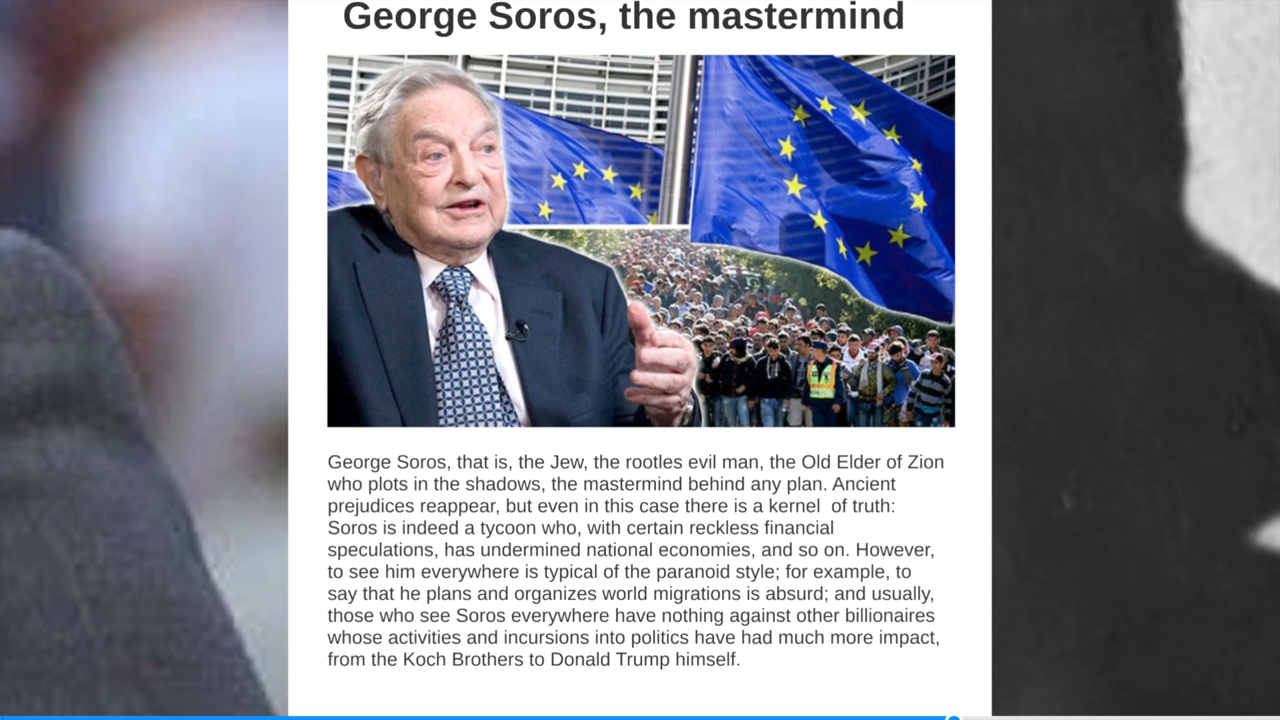 George Soros, the mastermind
George Soros, that is, the Jew, the rootles evil man, the Old Elder of Zion
who plots in the shadows, the mastermind behind any plan. Ancient
prejudices reappear, but even in this case there is a kernel  of truth:
Soros is indeed a tycoon who, with certain reckless financial
speculations, has undermined national economies, and so on. However,
to see him everywhere is typical of the paranoid style; for example, to
say that he plans and organizes world migrations is absurd; and usually,
those who see Soros everywhere have nothing against other billionaires
whose activities and incursions into politics have had much more impact,
from the Koch Brothers to Donald Trump himself.